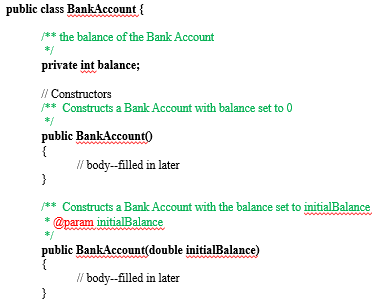 public class BankAccount {
/** the balance of the Bank Account
*/
private int balance;
// Constructors
/** Constructs a Bank Account with balance set to 0
*/
public BankAccount()
{
// body--filled in later
}
/** Constructs a Bank Account with the balance set to initialBalance
* @param initialBalance
*/
public BankAccount(double initialBalance)
{
// body--filled in later
}